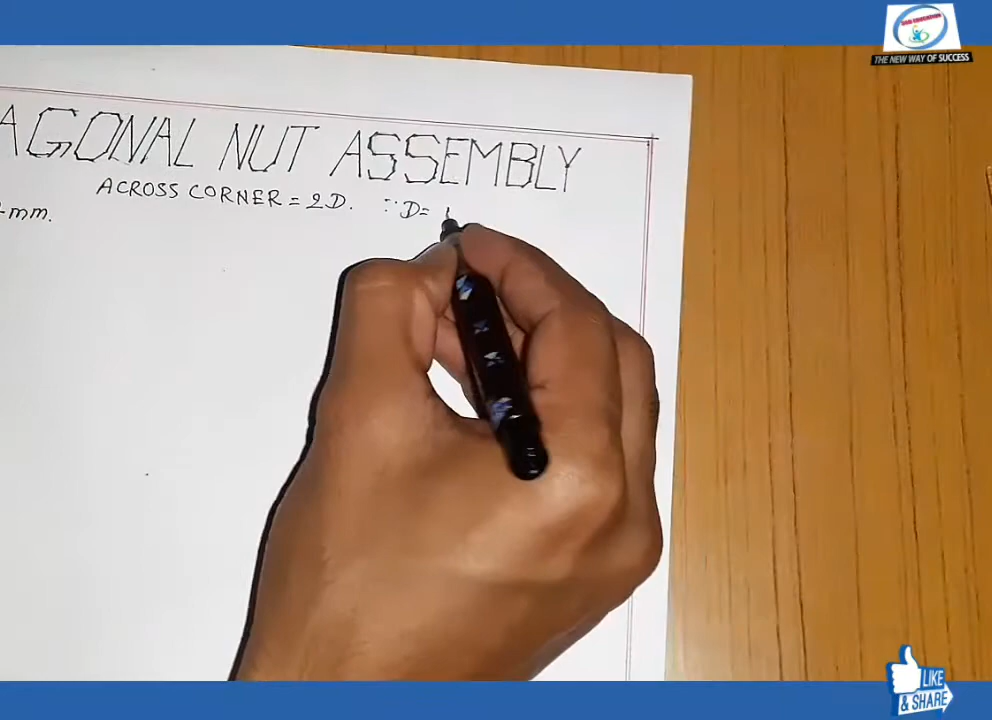 AGONAL NUT ASSEMBLY
ACROSS CORNER = 2D. ∵ D=
mm.
THE NEW WAY OF SUCCESS
LIKE
& SHARE